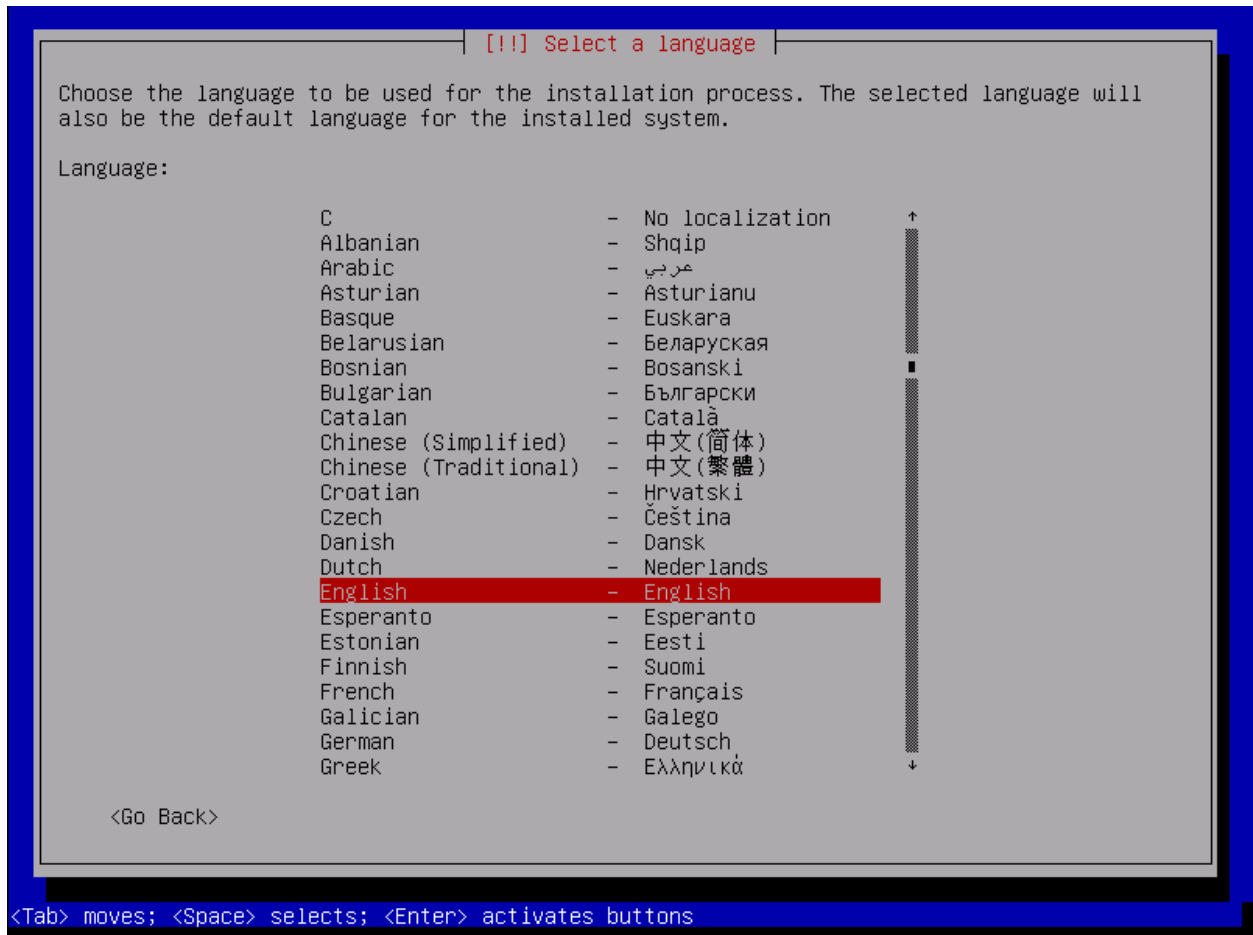 [!!] Select a language
Choose the language to be used for the installation process. The selected language will
also be the default language for the installed system.
Language:
C - No localization
Albanian - Shqip
Arabic - عربي
Asturian - Asturianu
Basque - Euskara
Belarusian - Беларуская
Bosnian - Bosanski
Bulgarian - Български
Catalan - Català
Chinese (Simplified) - 中文(简体)
Chinese (Traditional) - 中文(繁體)
Croatian - Hrvatski
Czech - Čeština
Danish - Dansk
Dutch - Nederlands
English - English
Esperanto - Esperanto
Estonian - Eesti
Finnish - Suomi
French - Français
Galician - Galego
German - Deutsch
Greek - Ελληνικά
<Go Back>
<Tab> moves; <Space> selects; <Enter> activates buttons